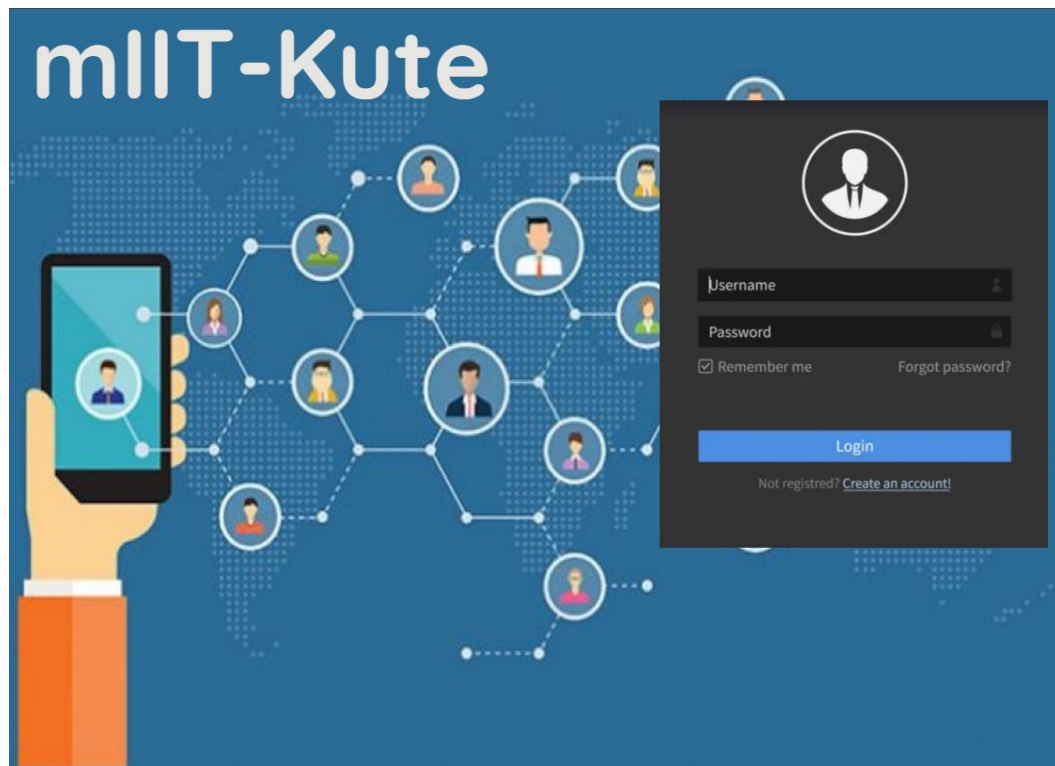 mIIT-Kute
Username
Password
Remember me Forgot password?
Login
Not registred? Create an account!